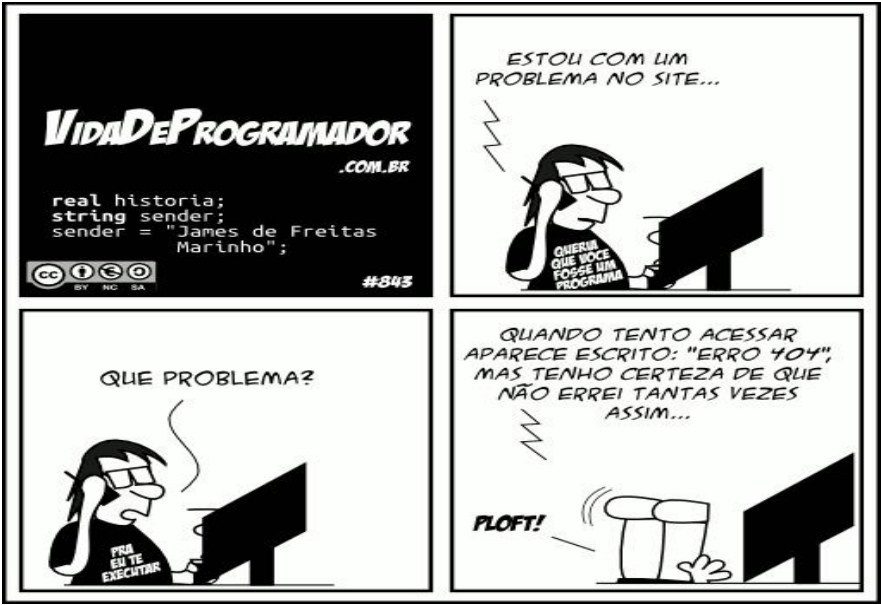 VIDADEPROGRAMADOR
.COM.BR
real historia;
string sender;
sender = "James de Freitas
Marinho";
cc
BY NC SA
#843
ESTOU COM UM
PROBLEMA NO SITE...
QUERIA
QUE VOCE
FOSSE UM
PROGRAMA
QUE PROBLEMA?
PRA
EU TE
EXECUTAR
QUANDO TENTO ACESSAR
APARECE ESCRITO: "ERRO 404",
MAS TENHO CERTEZA DE QUE
NÃO ERREI TANTAS VEZES
ASSIM...
PLOFT!